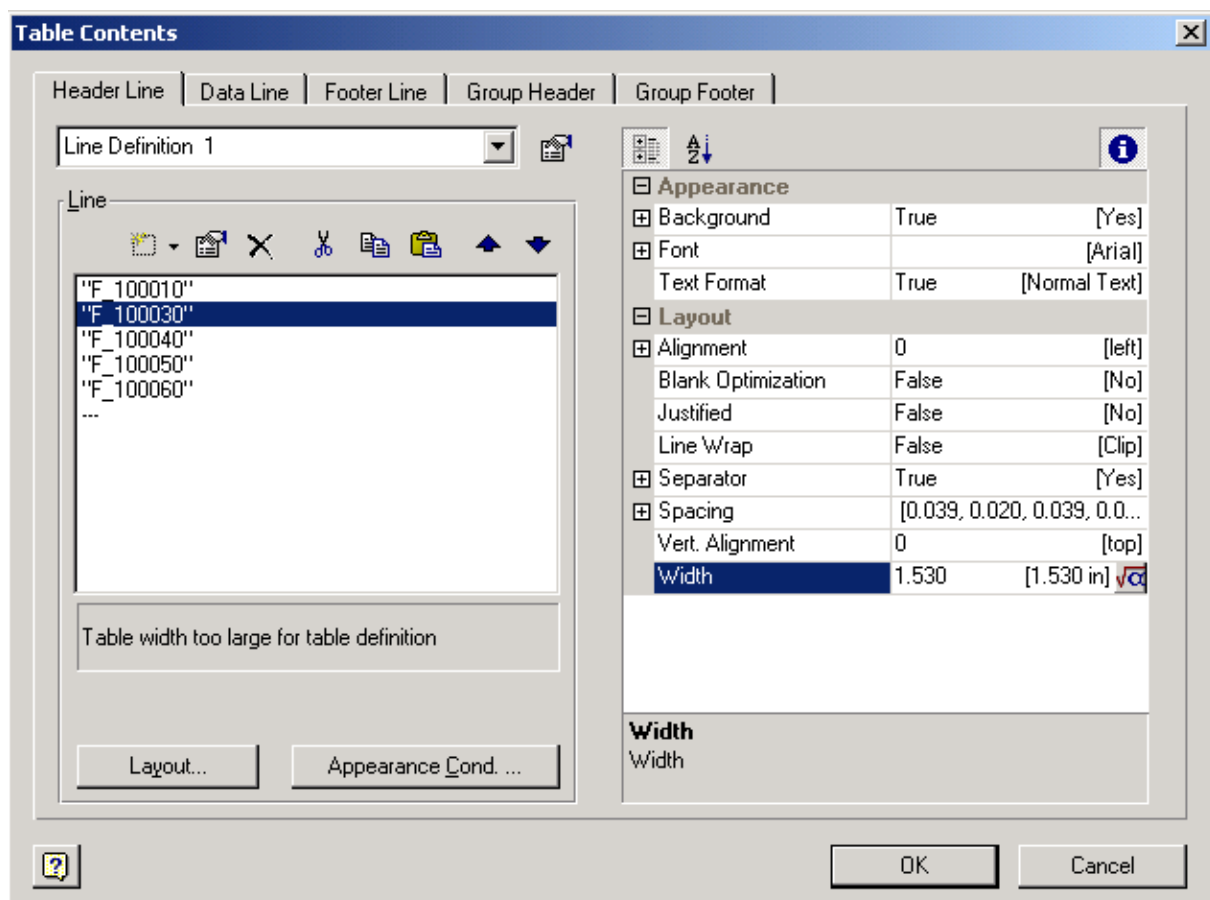 Table Contents
Header Line
Data Line
Footer Line
Group Header
Group Footer
Line Definition 1
Line
"F_100010"
"F_100030"
"F_100040"
"F_100050"
"F_100060"
---
Table width too large for table definition
Layout...
Appearance Cond. ...
Appearance
Background True [Yes]
Font [Arial]
Text Format True [Normal Text]
Layout
Alignment 0 [left]
Blank Optimization False [No]
Justified False [No]
Line Wrap False [Clip]
Separator True [Yes]
Spacing [0.039, 0.020, 0.039, 0.0...
Vert. Alignment 0 [top]
Width 1.530 [1.530 in]
Width
Width
OK
Cancel